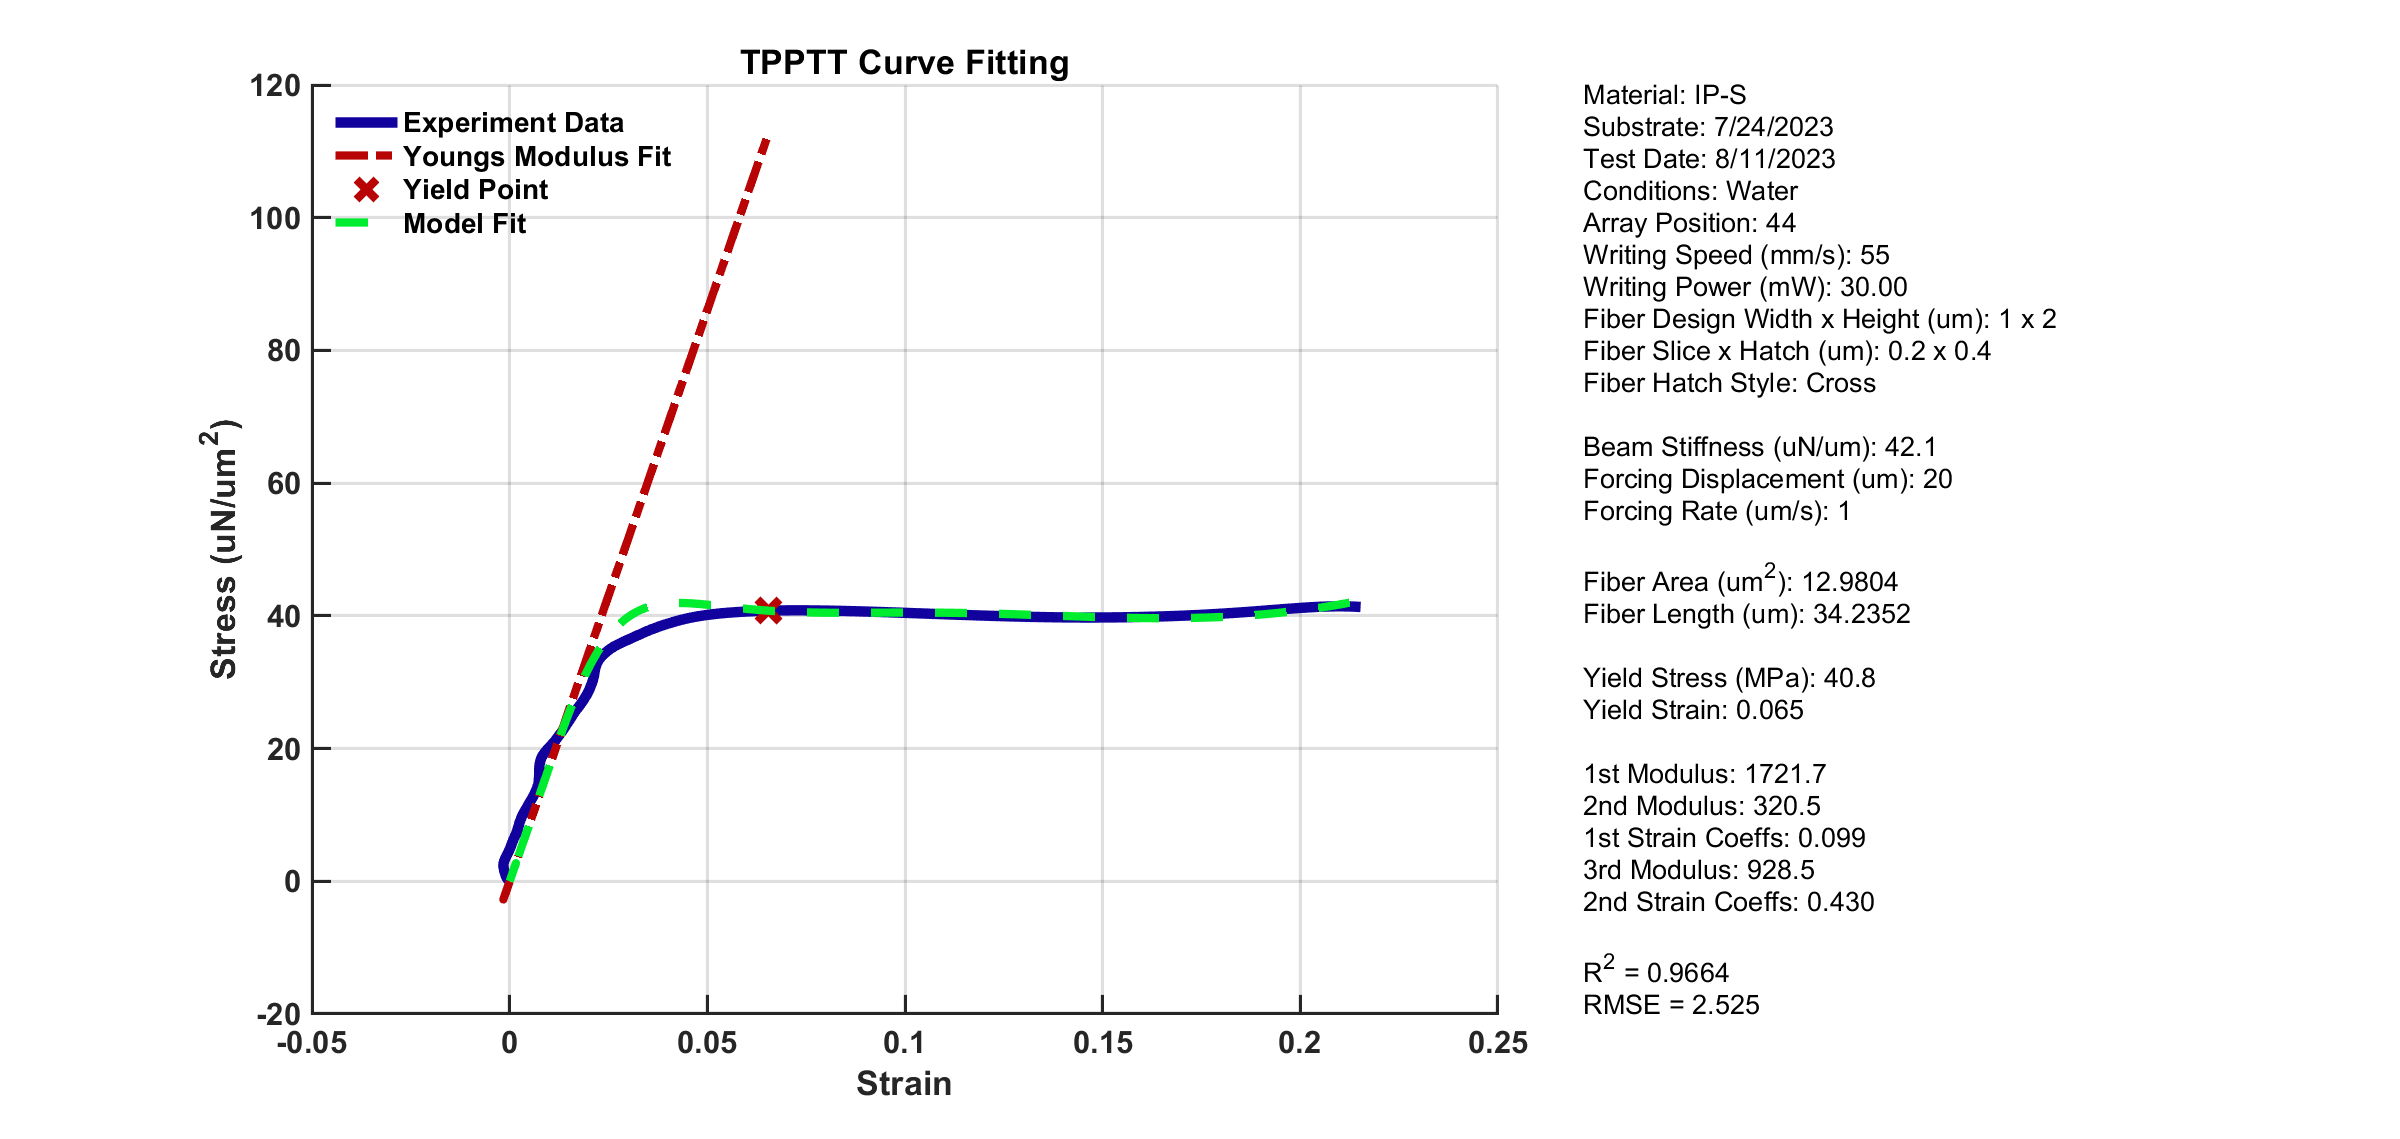 TPPTT Curve Fitting
120
100
80
60
40
20
0
-20
Stress (uN/um²)
-0.05
0
0.05
0.1
0.15
0.2
0.25
Strain
Experiment Data
Youngs Modulus Fit
Yield Point
Model Fit
Material: IP-S
Substrate: 7/24/2023
Test Date: 8/11/2023
Conditions: Water
Array Position: 44
Writing Speed (mm/s): 55
Writing Power (mW): 30.00
Fiber Design Width x Height (um): 1 x 2
Fiber Slice x Hatch (um): 0.2 x 0.4
Fiber Hatch Style: Cross
Beam Stiffness (uN/um): 42.1
Forcing Displacement (um): 20
Forcing Rate (um/s): 1
Fiber Area (um²): 12.9804
Fiber Length (um): 34.2352
Yield Stress (MPa): 40.8
Yield Strain: 0.065
1st Modulus: 1721.7
2nd Modulus: 320.5
1st Strain Coeffs: 0.099
3rd Modulus: 928.5
2nd Strain Coeffs: 0.430
R² = 0.9664
RMSE = 2.525